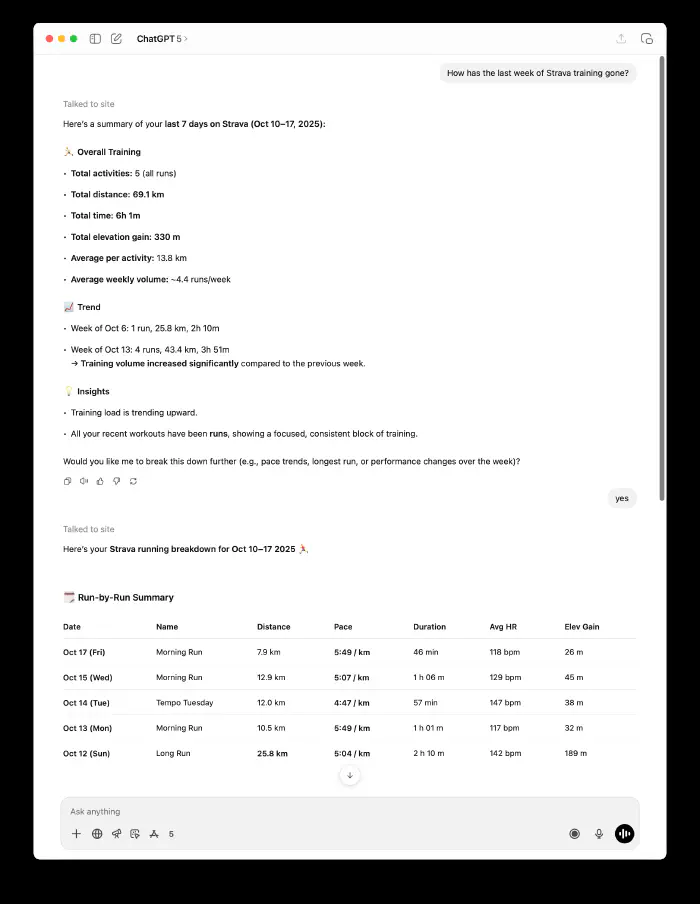 ChatGPT 5 >
How has the last week of Strava training gone?
Talked to site
Here's a summary of your last 7 days on Strava (Oct 10–17, 2025):
Overall Training
• Total activities: 5 (all runs)
• Total distance: 69.1 km
• Total time: 6h 1m
• Total elevation gain: 330 m
• Average per activity: 13.8 km
• Average weekly volume: ~4.4 runs/week
Trend
• Week of Oct 6: 1 run, 25.8 km, 2h 10m
• Week of Oct 13: 4 runs, 43.4 km, 3h 51m
→ Training volume increased significantly compared to the previous week.
Insights
• Training load is trending upward.
• All your recent workouts have been runs, showing a focused, consistent block of training.
Would you like me to break this down further (e.g., pace trends, longest run, or performance changes over the week)?
yes
Talked to site
Here's your Strava running breakdown for Oct 10–17 2025
Run-by-Run Summary
Date Name Distance Pace Duration Avg HR Elev Gain
Oct 17 (Fri) Morning Run 7.9 km 5:49 / km 46 min 118 bpm 26 m
Oct 15 (Wed) Morning Run 12.9 km 5:07 / km 1 h 06 m 129 bpm 45 m
Oct 14 (Tue) Tempo Tuesday 12.0 km 4:47 / km 57 min 147 bpm 38 m
Oct 13 (Mon) Morning Run 10.5 km 5:49 / km 1 h 01 m 117 bpm 32 m
Oct 12 (Sun) Long Run 25.8 km 5:04 / km 2 h 10 m 142 bpm 189 m
Ask anything
5